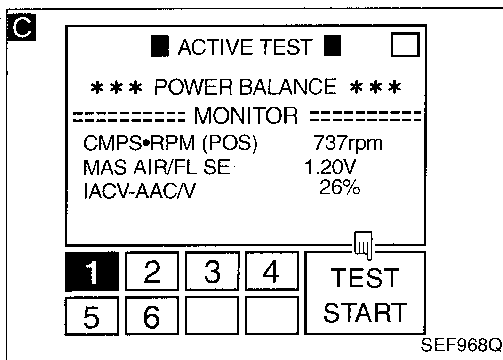 C
■ ACTIVE TEST ■
*** POWER BALANCE ***
========== MONITOR ==========
CMPS•RPM (POS) 737rpm
MAS AIR/FL SE 1.20V
IACV-AAC/V 26%
1 2 3 4
5 6
TEST
START
SEF968Q